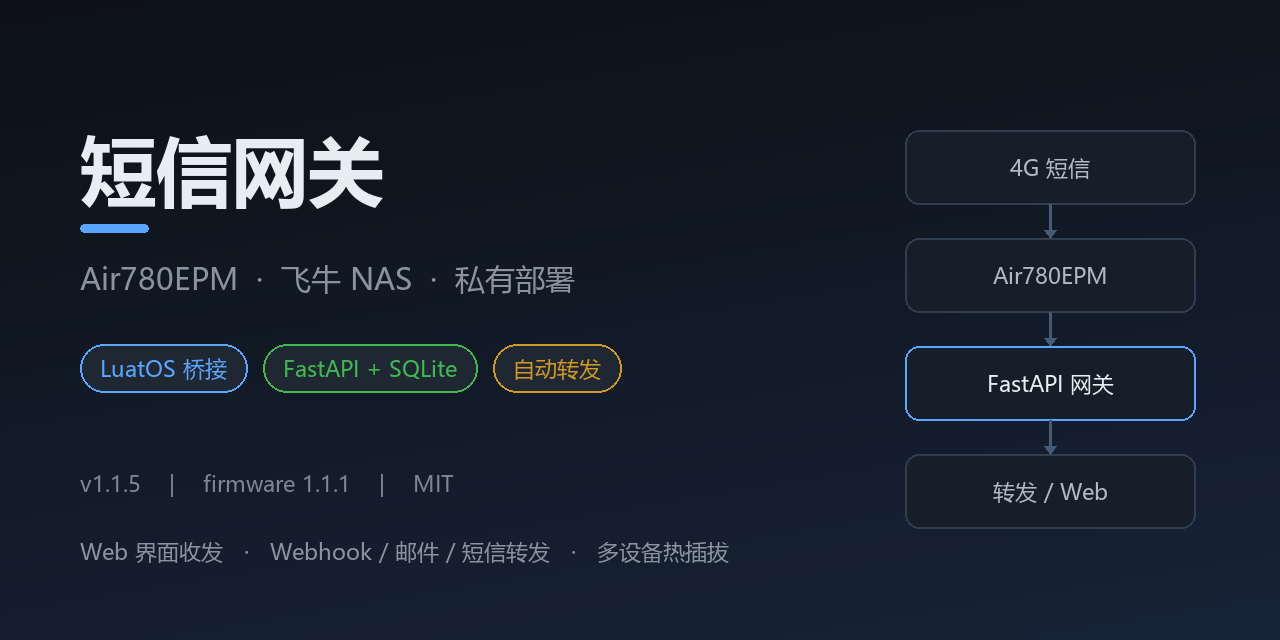 短信网关
Air780EPM · 飞牛 NAS · 私有部署
LuatOS 桥接
FastAPI + SQLite
自动转发
v1.1.5 | firmware 1.1.1 | MIT
Web 界面收发 · Webhook / 邮件 / 短信转发 · 多设备热插拔
4G 短信
Air780EPM
FastAPI 网关
转发 / Web